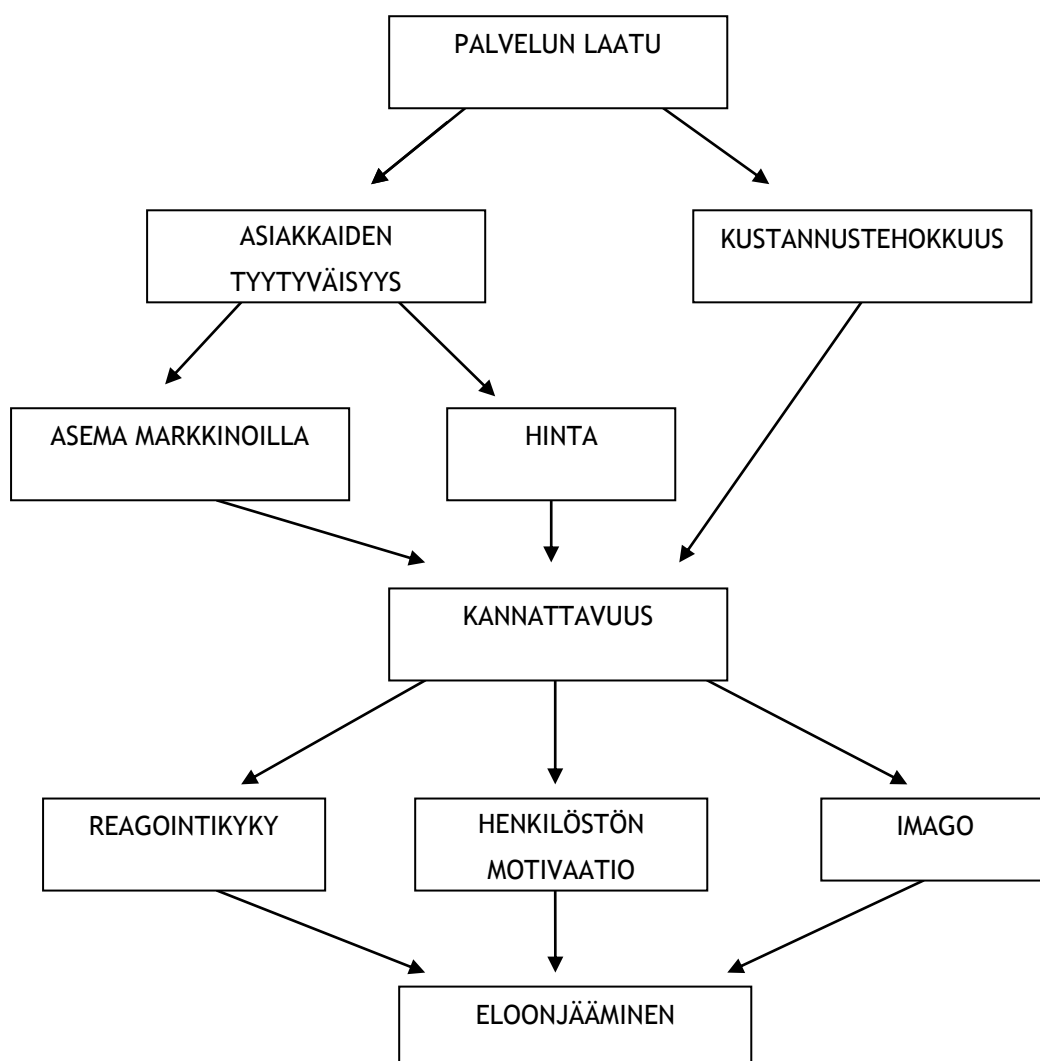 PALVELUN LAATU
ASIAKKAIDEN
TYYTYVÄISYYS
KUSTANNUSTEHOKKUUS
ASEMA MARKKINOILLA
HINTA
KANNATTAVUUS
REAGOINTIKYKY
HENKILÖSTÖN
MOTIVAATIO
IMAGO
ELOONJÄÄMINEN